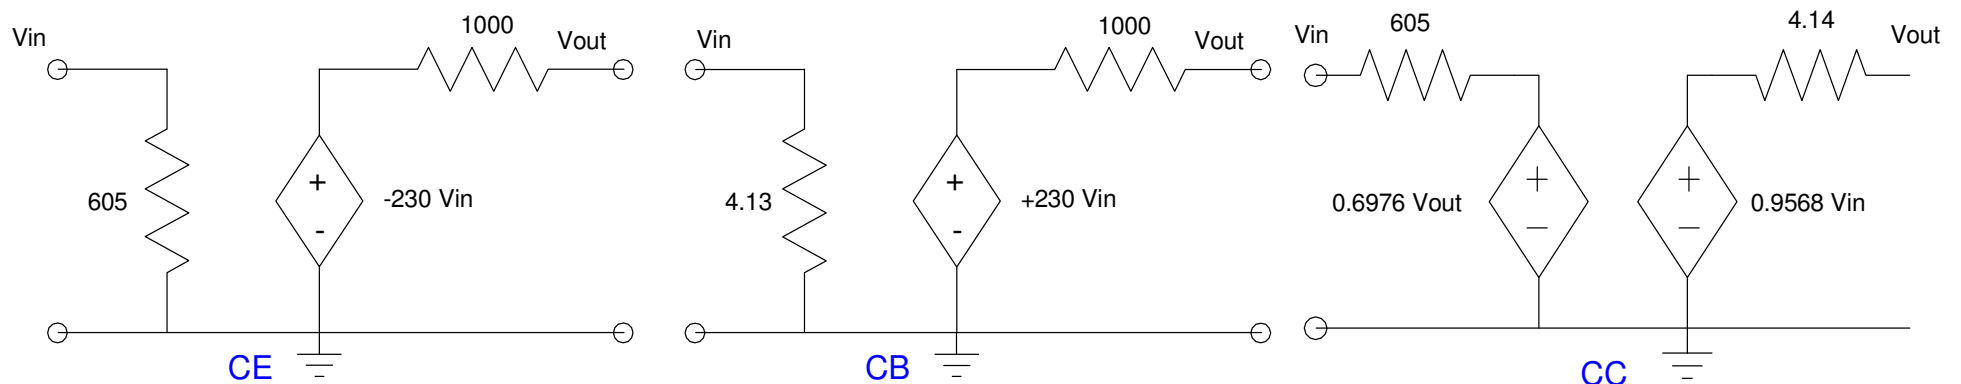 Vin
1000
Vout
605
+
-
-230 Vin
CE
Vin
1000
Vout
4.13
+
-
+230 Vin
CB
Vin
605
4.14
Vout
0.6976 Vout
+
−
+
−
0.9568 Vin
CC